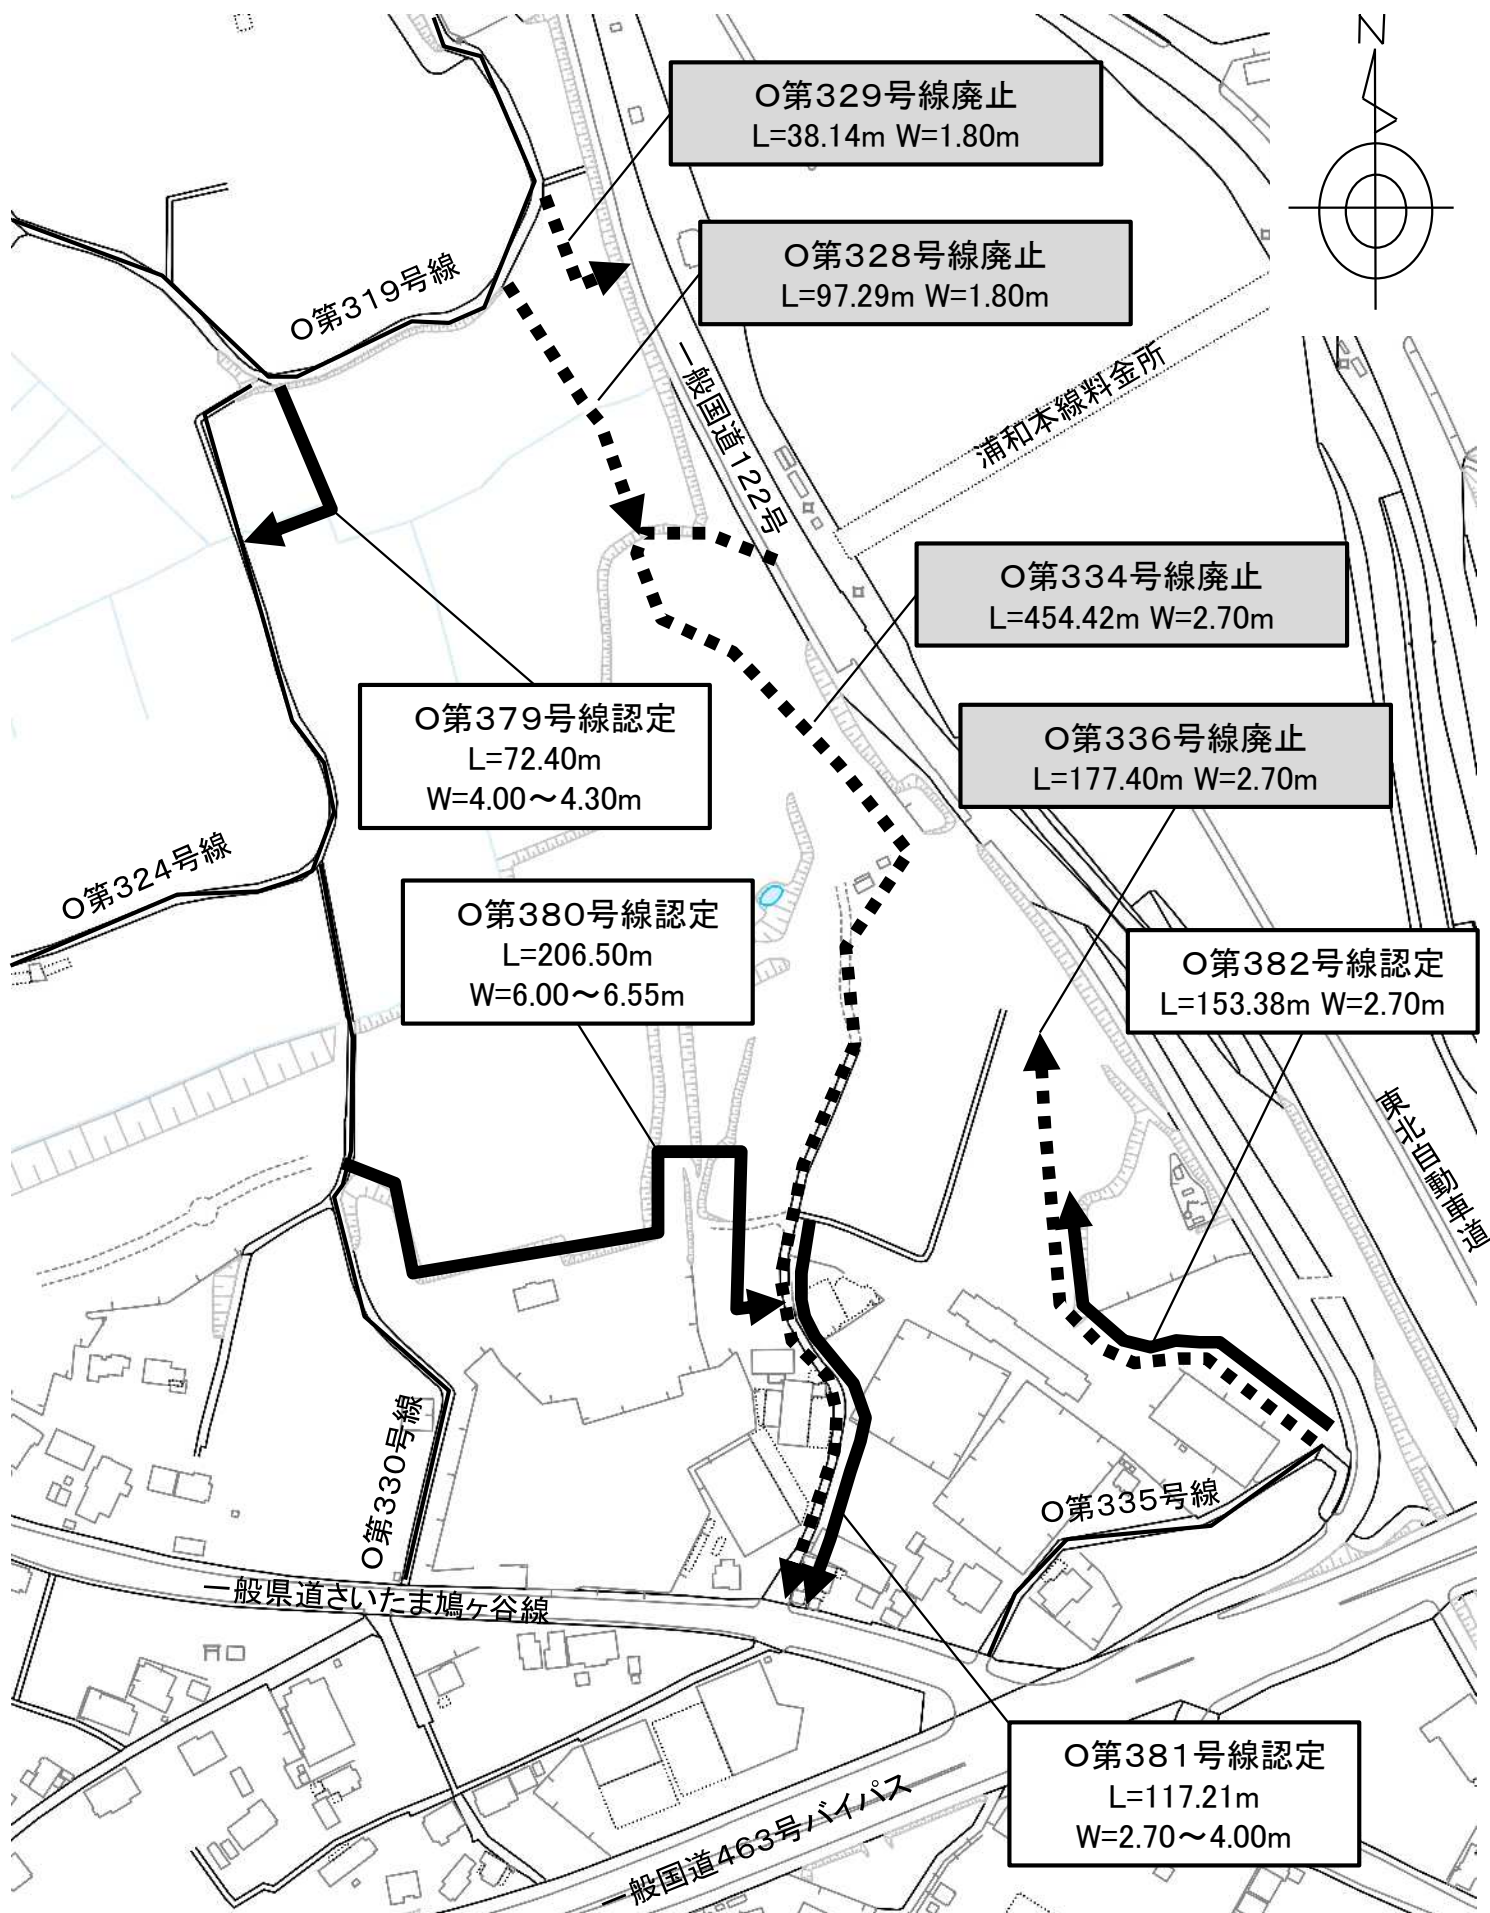 N
O第329号線廃止
L=38.14m W=1.80m
O第328号線廃止
L=97.29m W=1.80m
O第319号線
一般国道122号
浦和本線料金所
O第334号線廃止
L=454.42m W=2.70m
O第379号線認定
L=72.40m
W=4.00～4.30m
O第336号線廃止
L=177.40m W=2.70m
O第324号線
O第380号線認定
L=206.50m
W=6.00～6.55m
O第382号線認定
L=153.38m W=2.70m
東北自動車道
O第330号線
O第335号線
一般県道さいたま鳩ヶ谷線
O第381号線認定
L=117.21m
W=2.70～4.00m
一般国道463号バイパス